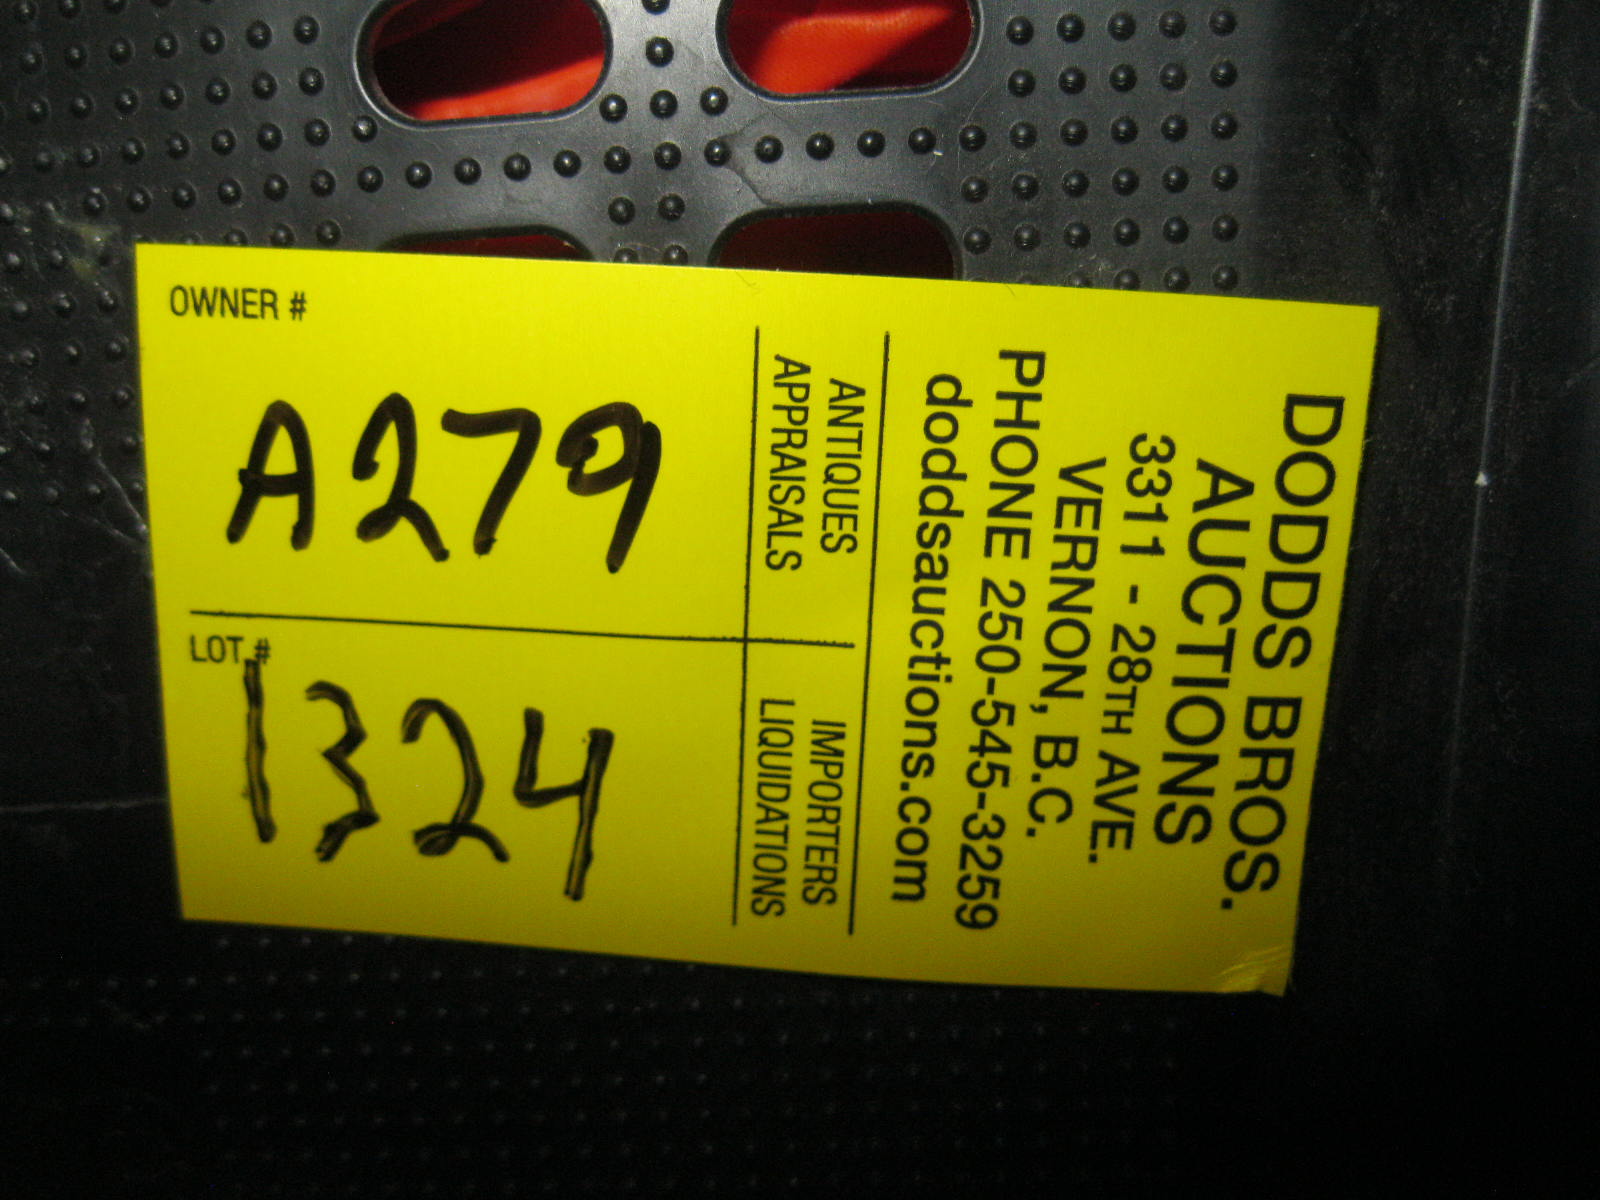 OWNER #
A279
LOT #
1324
ANTIQUES
APPRAISALS
IMPORTERS
LIQUIDATIONS
DODDS BROS.
AUCTIONS
3311 - 28TH AVE.
VERNON, B.C.
PHONE 250-545-3259
doddsauctions.com